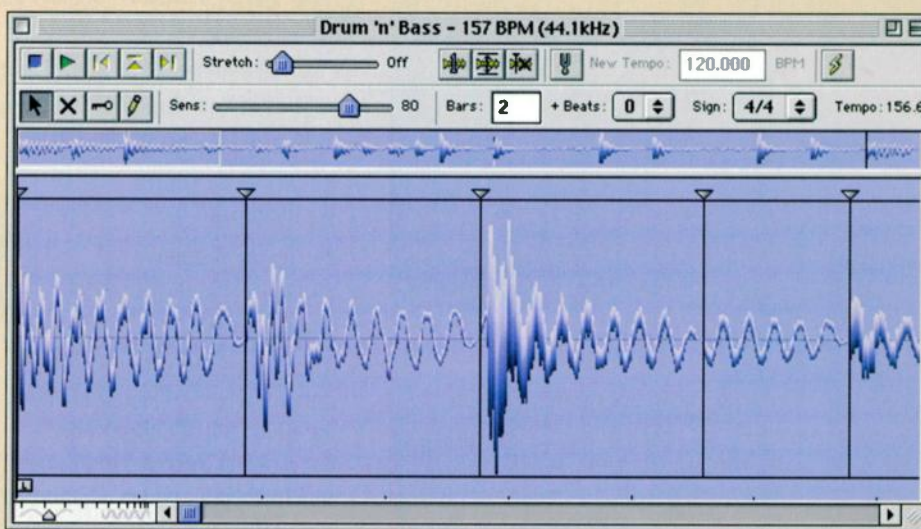 Drum 'n' Bass - 157 BPM (44.1kHz)
Stretch: Off New Tempo: 120.000 BPM
Sens: 80 Bars: 2 + Beats: 0 Sign: 4/4 Tempo: 156.6
L